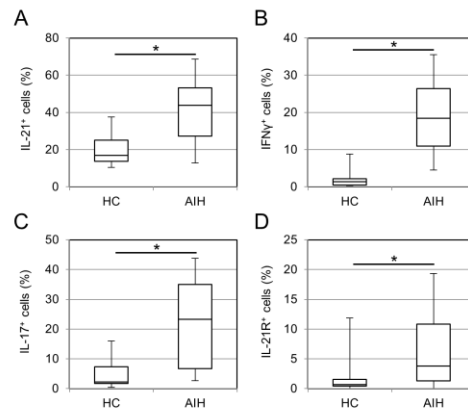 A
IL-21⁺ cells (%)
80
60
40
20
0
*
HC AIH
B
IFNγ⁺ cells (%)
40
30
20
10
0
*
HC AIH
C
IL-17⁺ cells (%)
50
40
30
20
10
0
*
HC AIH
D
IL-21R⁺ cells (%)
25
20
15
10
5
0
*
HC AIH